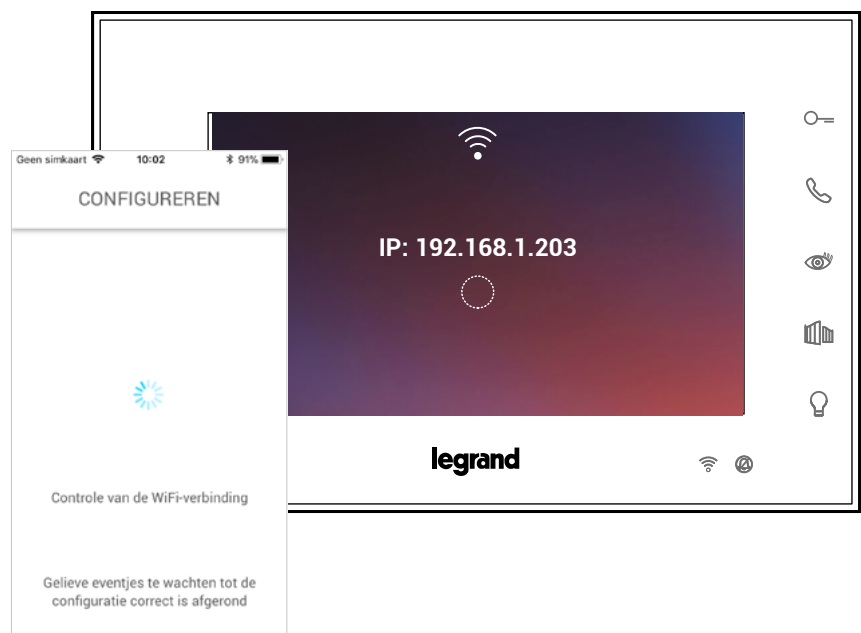 Geen simkaart 10:02 91%
CONFIGUREREN
IP: 192.168.1.203
Controle van de WiFi-verbinding
Gelieve eventjes te wachten tot de
configuratie correct is afgerond
legrand